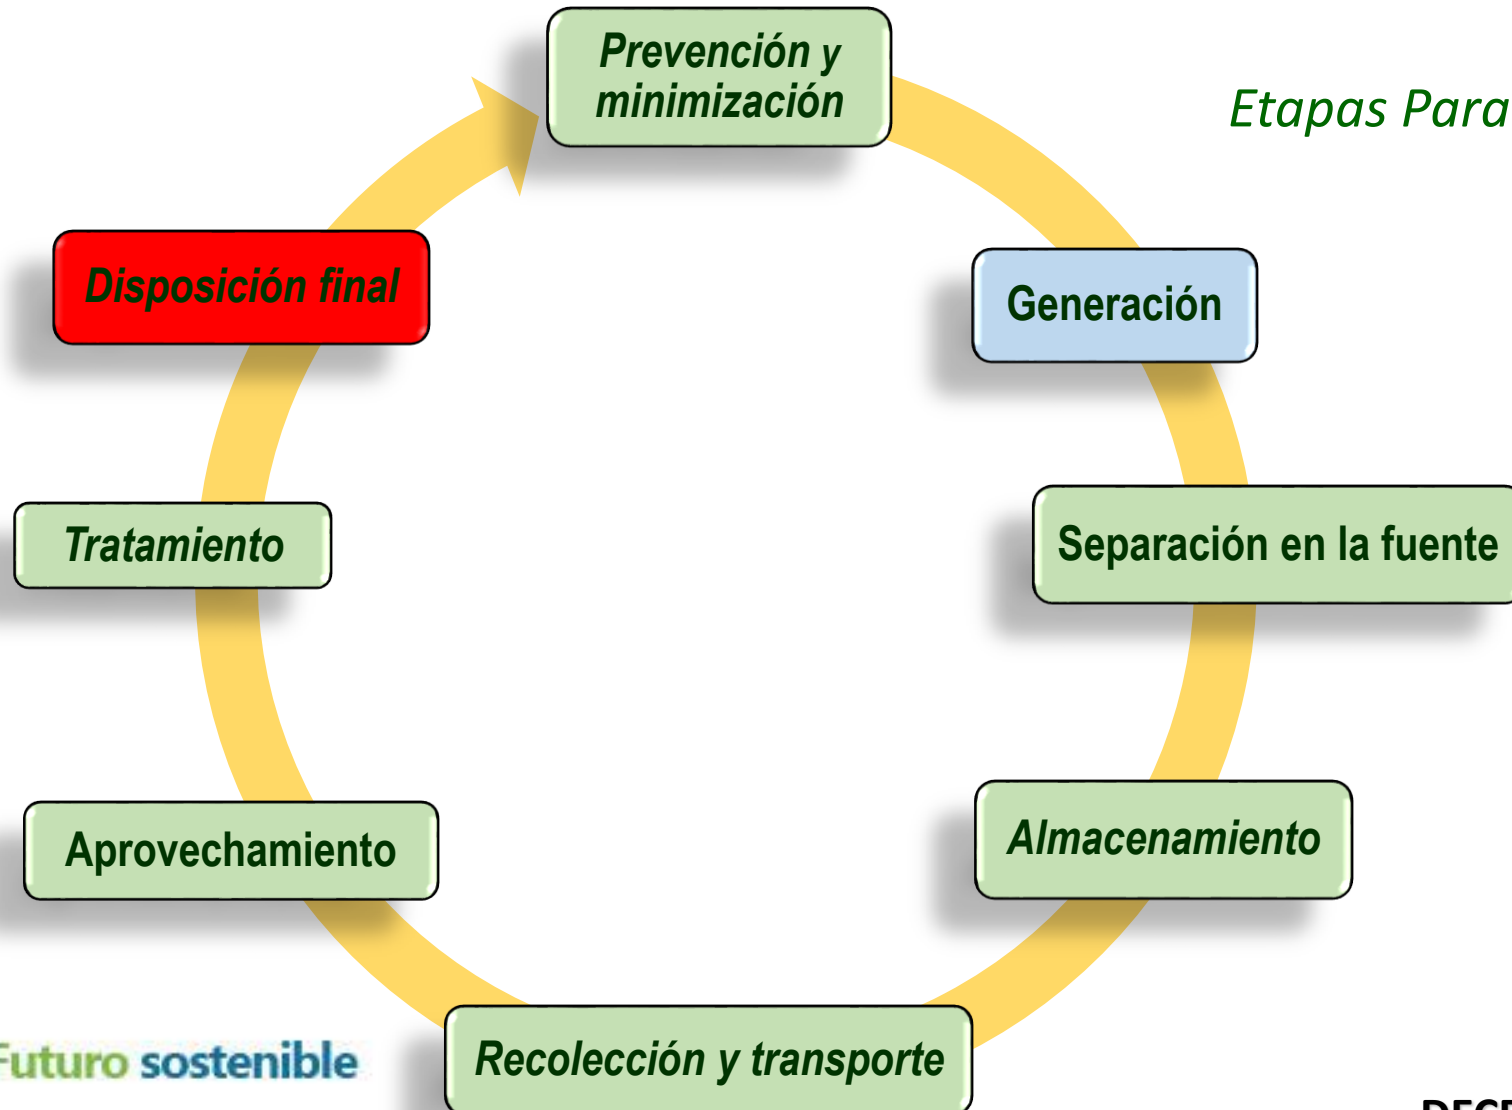 Prevención y
minimización
Etapas Para
Generación
Separación en la fuente
Almacenamiento
Recolección y transporte
Aprovechamiento
Tratamiento
Disposición final
Futuro sostenible